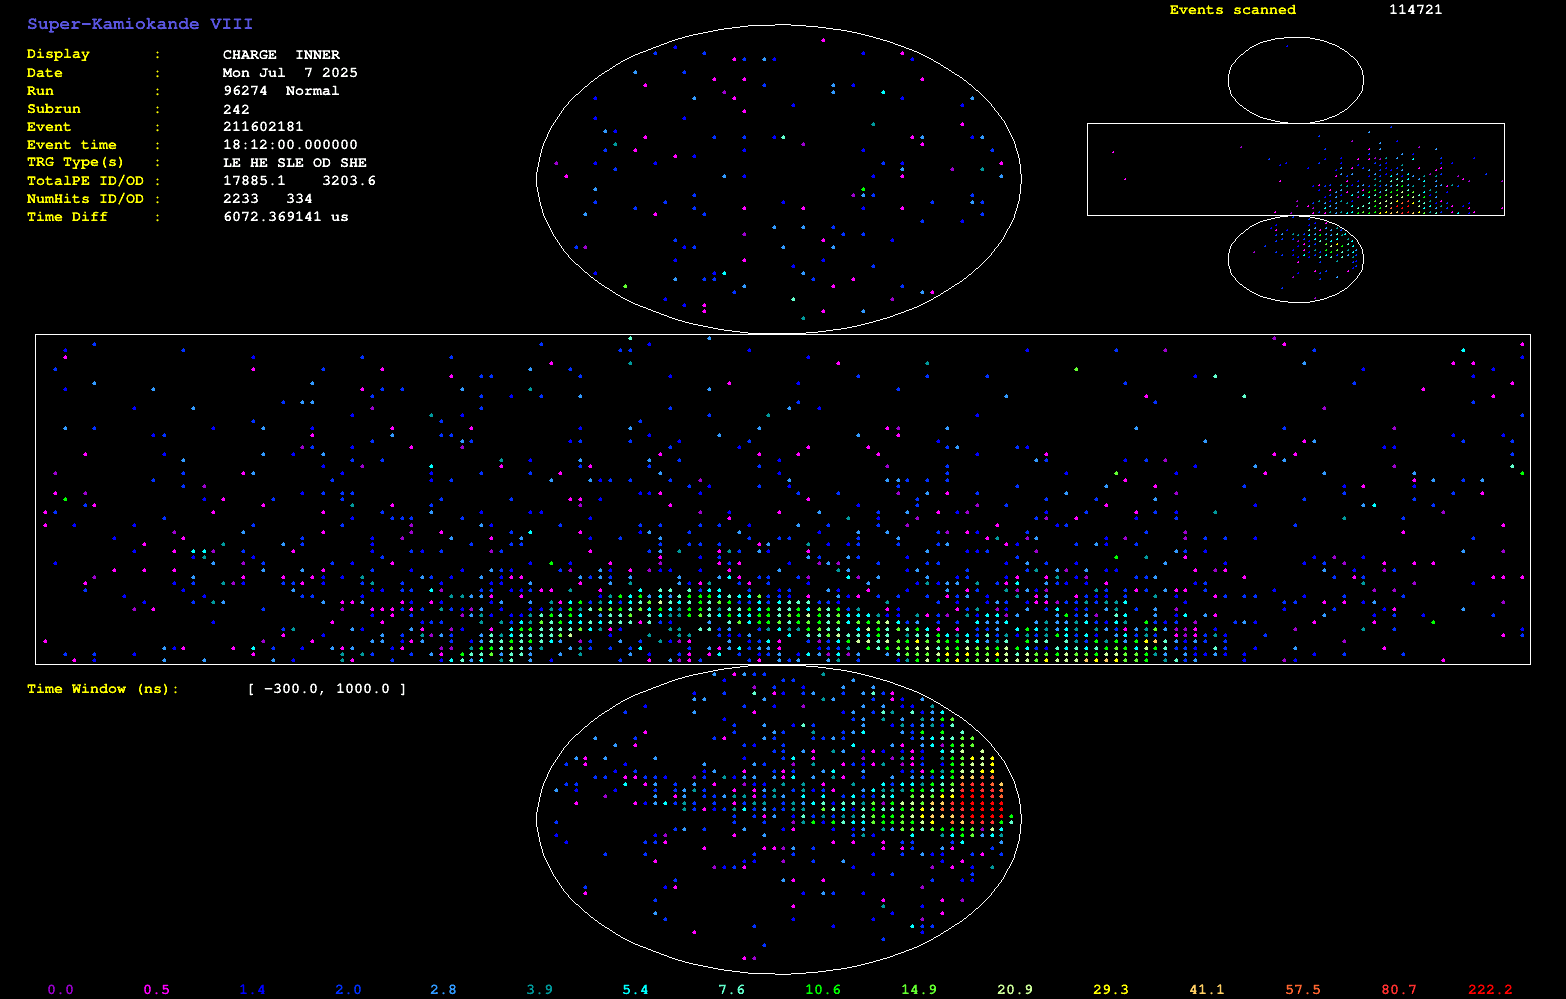 Super-Kamiokande VIII
Display : CHARGE INNER
Date : Mon Jul 7 2025
Run : 96274 Normal
Subrun : 242
Event : 211602181
Event time : 18:12:00.000000
TRG Type(s) : LE HE SLE OD SHE
TotalPE ID/OD : 17885.1 3203.6
NumHits ID/OD : 2233 334
Time Diff : 6072.369141 us
Events scanned 114721
Time Window (ns): [ -300.0, 1000.0 ]
0.0 0.5 1.4 2.0 2.8 3.9 5.4 7.6 10.6 14.9 20.9 29.3 41.1 57.5 80.7 222.2